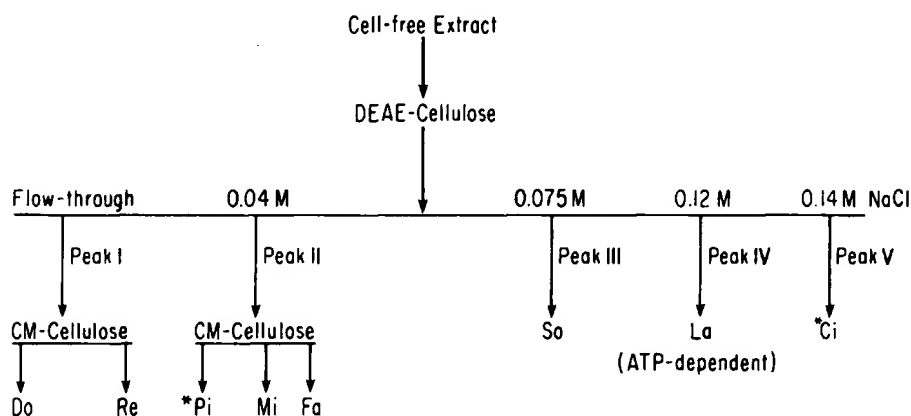 Cell-free Extract
DEAE-Cellulose
Flow-through 0.04 M 0.075 M 0.12 M 0.14 M NaCl
Peak I Peak II Peak III Peak IV Peak V
CM-Cellulose CM-Cellulose So La *Ci
(ATP-dependent)
Do Re *Pi Mi Fa